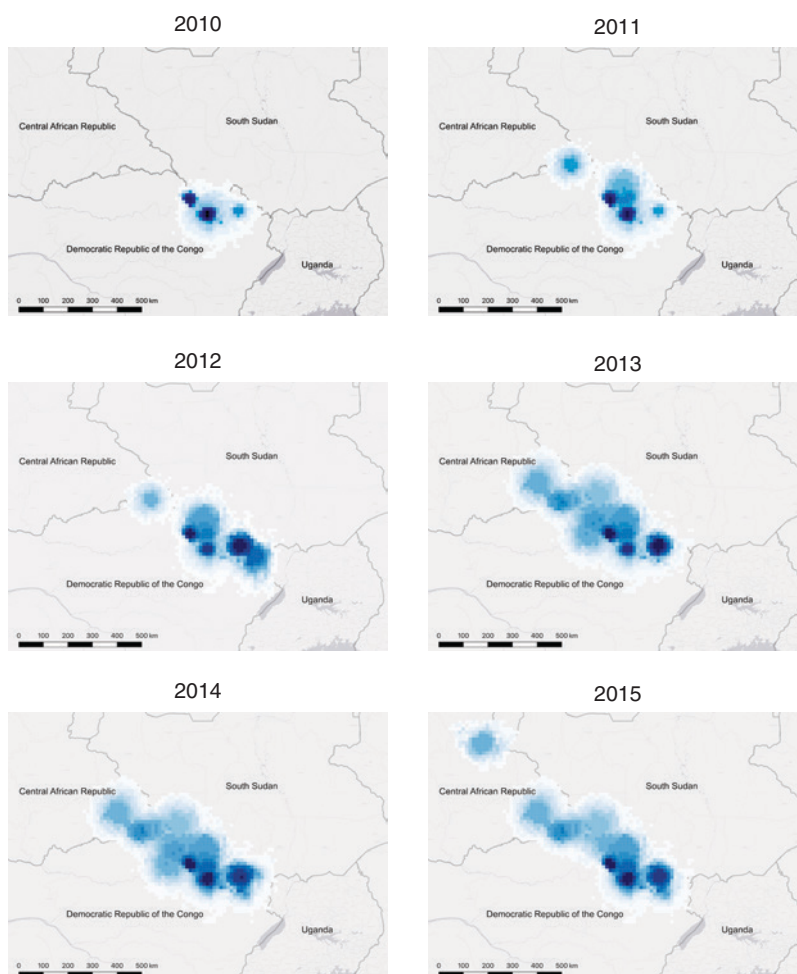 2010
2011
South Sudan
Central African Republic
Democratic Republic of the Congo
Uganda
0 100 200 300 400 500 km
South Sudan
Central African Republic
Democratic Republic of the Congo
Uganda
0 100 200 300 400 500 km
2012
2013
South Sudan
Central African Republic
Democratic Republic of the Congo
Uganda
0 100 200 300 400 500 km
South Sudan
Central African Republic
Democratic Republic of the Congo
Uganda
0 100 200 300 400 500 km
2014
2015
South Sudan
Central African Republic
Democratic Republic of the Congo
Uganda
0 100 200 300 400 500 km
South Sudan
Central African Republic
Democratic Republic of the Congo
Uganda
0 100 200 300 400 500 km